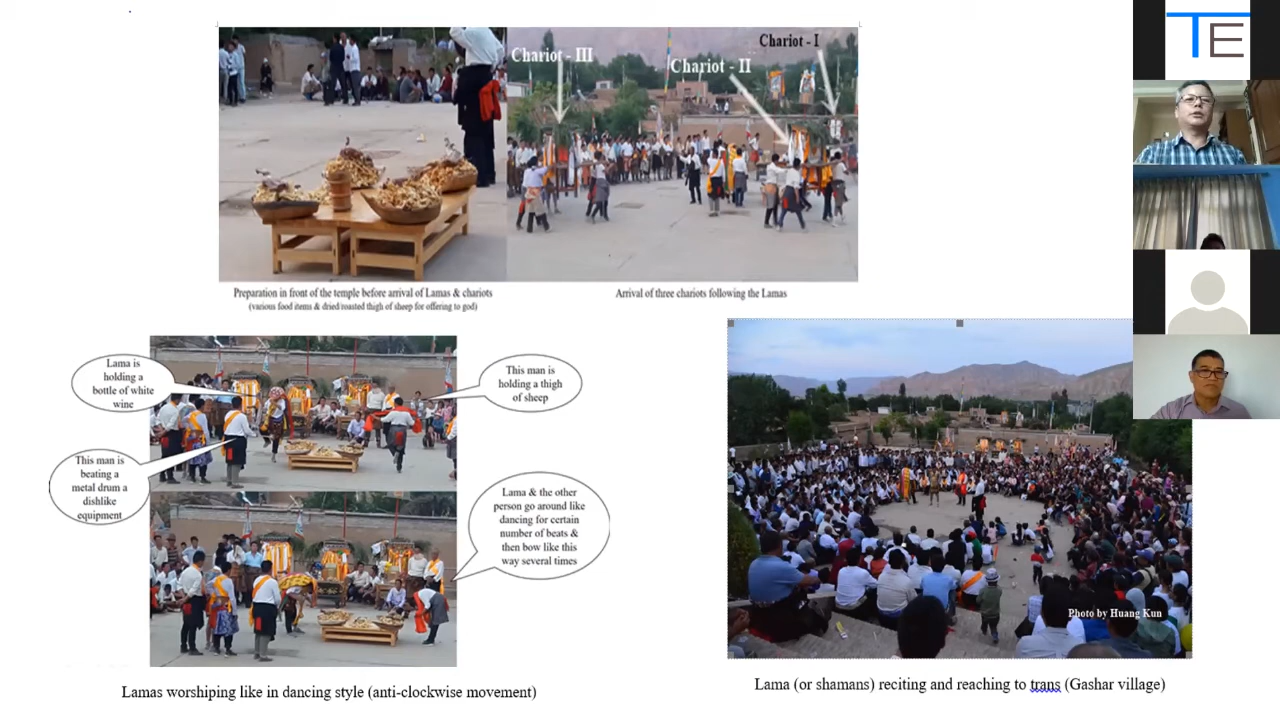 TE
Chariot - III
Chariot - II
Chariot - I
Preparation in front of the temple before arrival of Lamas & chariots
(various food items & dried/roasted thigh of sheep for offering to god)
Arrival of three chariots following the Lamas
Lama is
holding a
bottle of white
wine
This man is
holding a thigh
of sheep
This man is
beating a
metal drum a
dishlike
equipment
Lama & the other
person go around like
dancing for certain
number of beats &
then bow like this
way several times
Lamas worshiping like in dancing style (anti-clockwise movement)
Photo by Huang Kun
Lama (or shamans) reciting and reaching to trans (Gashar village)